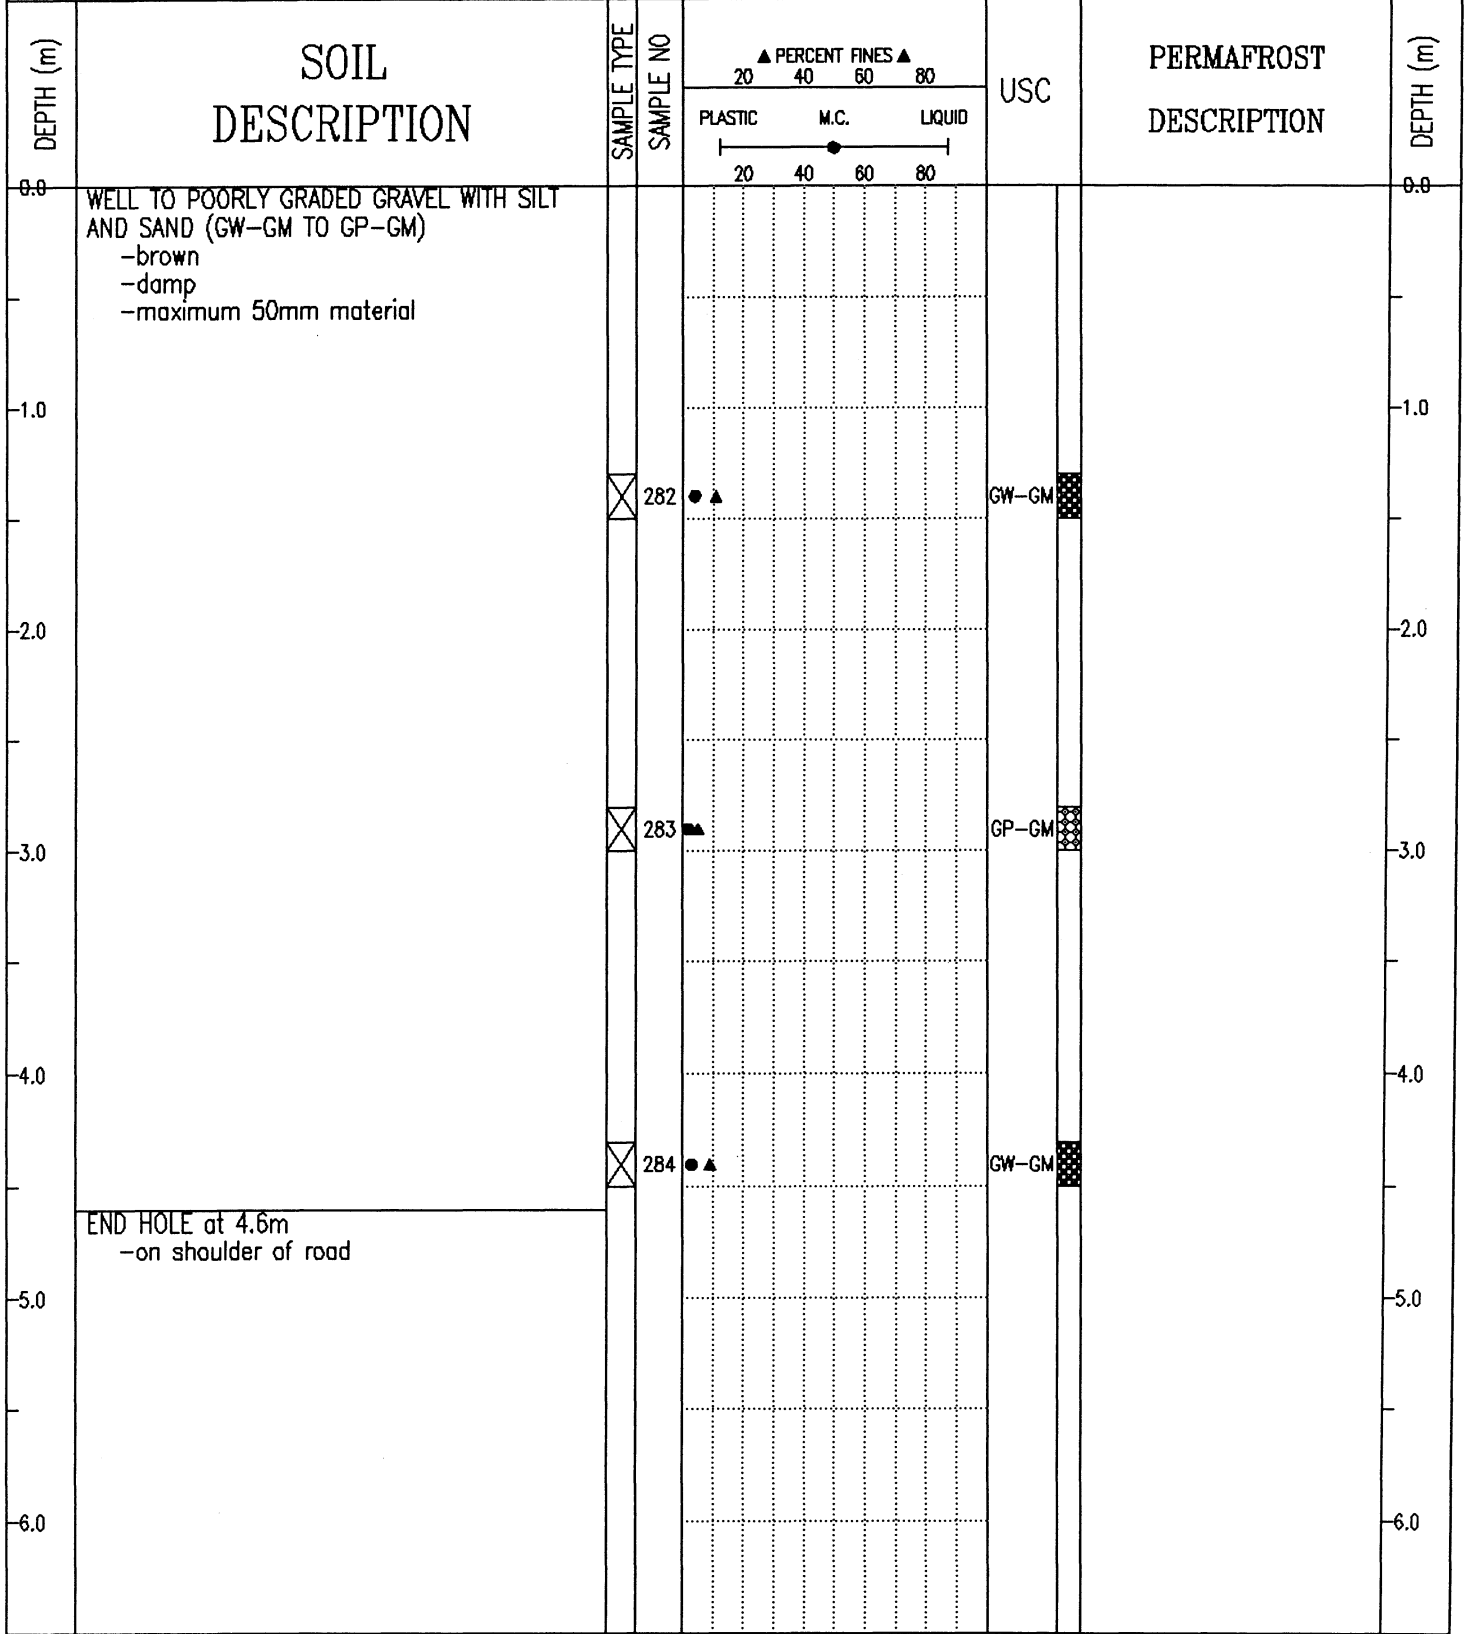 DEPTH (m)
SOIL
DESCRIPTION
SAMPLE TYPE
SAMPLE NO
▲ PERCENT FINES ▲
20 40 60 80
PLASTIC M.C. LIQUID
20 40 60 80
USC
PERMAFROST
DESCRIPTION
DEPTH (m)
0.0 0.0
WELL TO POORLY GRADED GRAVEL WITH SILT
AND SAND (GW-GM TO GP-GM)
-brown
-damp
-maximum 50mm material
1.0 1.0
282 GW-GM
2.0 2.0
283 GP-GM
3.0 3.0
4.0 4.0
284 GW-GM
END HOLE at 4.6m
-on shoulder of road
5.0 5.0
6.0 6.0